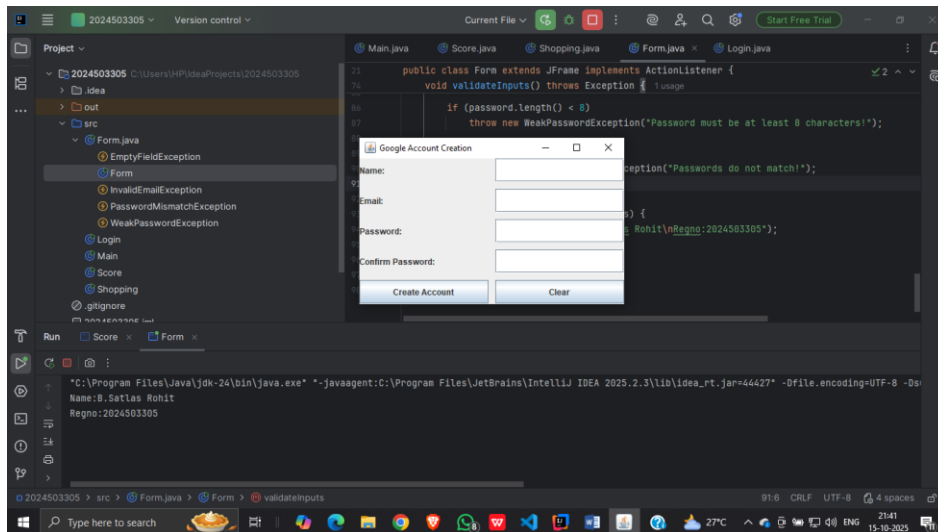 2024503305
Version control
Current File
Start Free Trial
Project
Main.java
Score.java
Shopping.java
Form.java
Login.java
2024503305 C:\Users\HP\IdeaProjects\2024503305
.idea
out
src
Form.java
EmptyFieldException
Form
InvalidEmailException
PasswordMismatchException
WeakPasswordException
Login
Main
Score
Shopping
.gitignore
21 public class Form extends JFrame implements ActionListener {
2
74 void validateInputs() throws Exception { 1 usage
86 if (password.length() < 8)
87 throw new WeakPasswordException("Password must be at least 8 characters!");
ception("Passwords do not match!");
s) {
s Rohit\nRegno:2024503305");
Google Account Creation
Name:
Email:
Password:
Confirm Password:
Create Account
Clear
Run
Score
Form
"C:\Program Files\Java\jdk-24\bin\java.exe" "-javaagent:C:\Program Files\JetBrains\IntelliJ IDEA 2025.2.3\lib\idea_rt.jar=44427" -Dfile.encoding=UTF-8 -Dsu
Name:B.Satlas Rohit
Regno:2024503305
2024503305 > src > Form.java > Form > validateInputs
91:6 CRLF UTF-8 4 spaces
Type here to search
27°C
ENG
21:41
15-10-2025